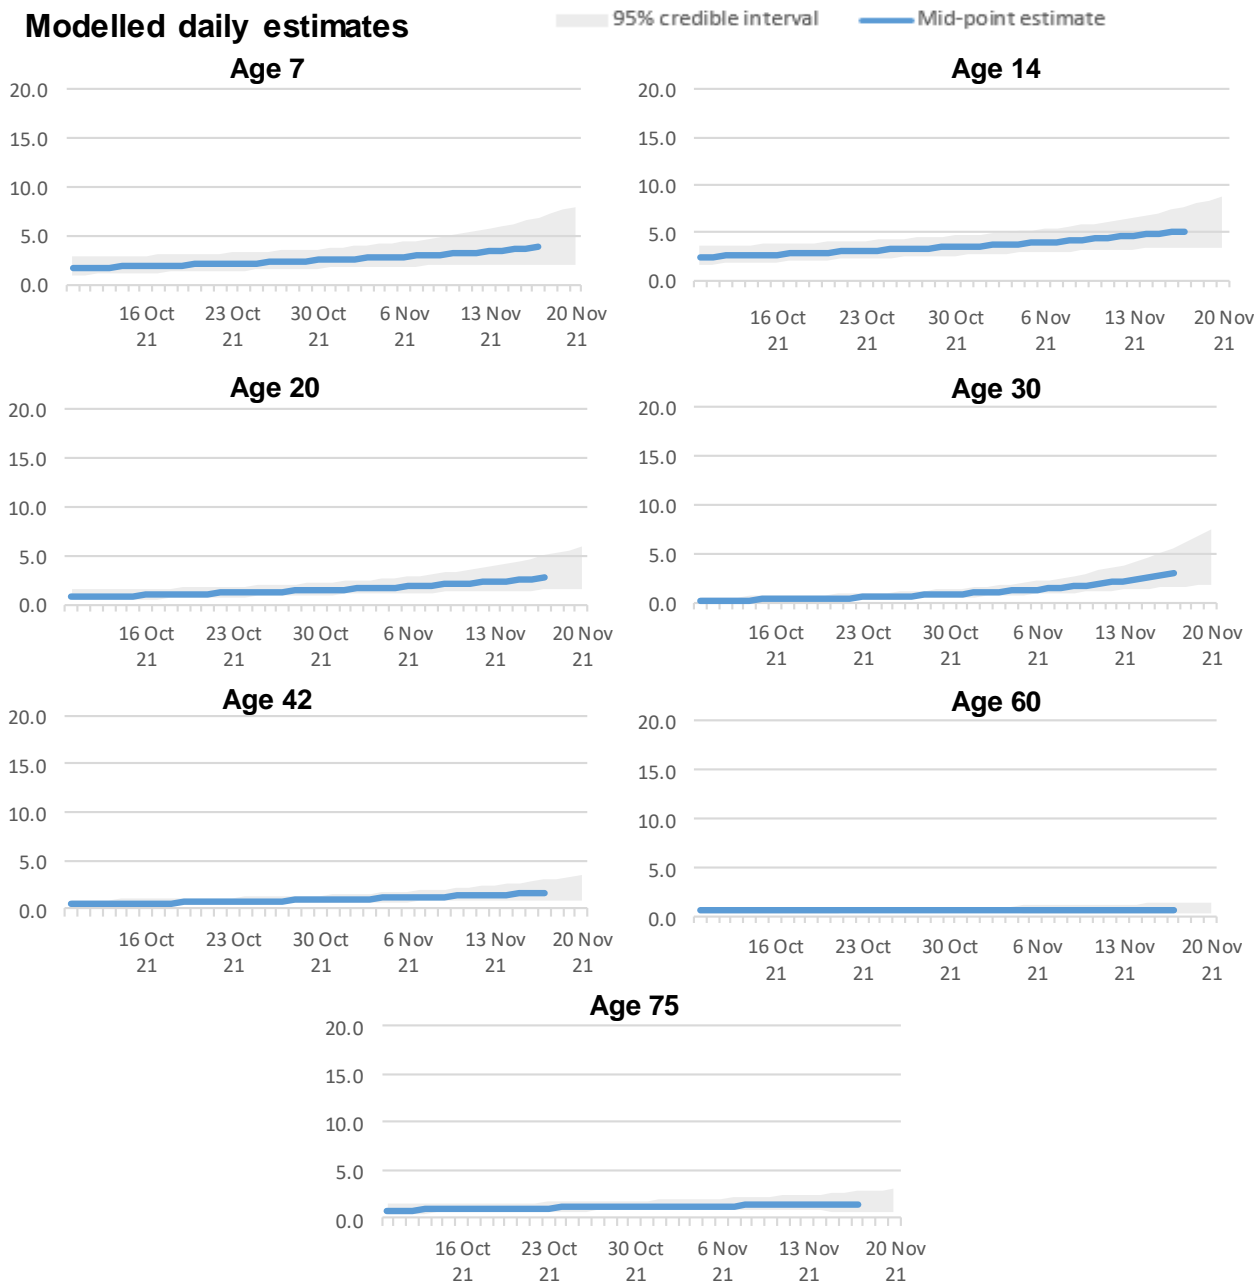 Modelled daily estimates
95% credible interval
Mid-point estimate
Age 7
20.0
15.0
10.0
5.0
0.0
16 Oct 21
23 Oct 21
30 Oct 21
6 Nov 21
13 Nov 21
20 Nov 21
Age 14
20.0
15.0
10.0
5.0
0.0
16 Oct 21
23 Oct 21
30 Oct 21
6 Nov 21
13 Nov 21
20 Nov 21
Age 20
20.0
15.0
10.0
5.0
0.0
16 Oct 21
23 Oct 21
30 Oct 21
6 Nov 21
13 Nov 21
20 Nov 21
Age 30
20.0
15.0
10.0
5.0
0.0
16 Oct 21
23 Oct 21
30 Oct 21
6 Nov 21
13 Nov 21
20 Nov 21
Age 42
20.0
15.0
10.0
5.0
0.0
16 Oct 21
23 Oct 21
30 Oct 21
6 Nov 21
13 Nov 21
20 Nov 21
Age 60
20.0
15.0
10.0
5.0
0.0
16 Oct 21
23 Oct 21
30 Oct 21
6 Nov 21
13 Nov 21
20 Nov 21
Age 75
20.0
15.0
10.0
5.0
0.0
16 Oct 21
23 Oct 21
30 Oct 21
6 Nov 21
13 Nov 21
20 Nov 21